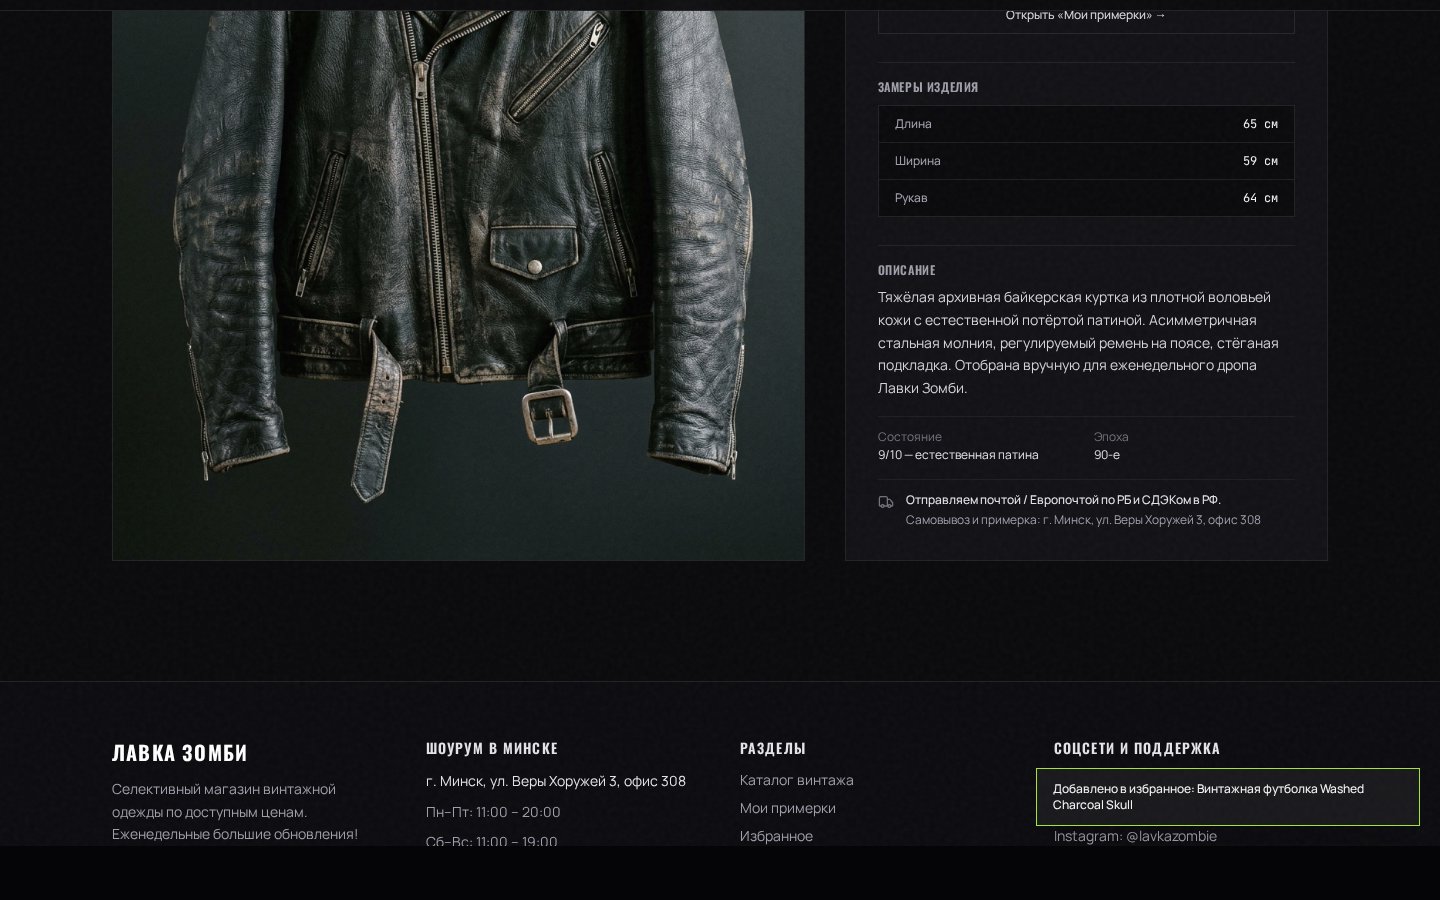 Открыть «Мои примерки» →
ЗАМЕРЫ ИЗДЕЛИЯ
Длина 65 см
Ширина 59 см
Рукав 64 см
ОПИСАНИЕ
Тяжёлая архивная байкерская куртка из плотной воловьей
кожи с естественной потёртой патиной. Асимметричная
стальная молния, регулируемый ремень на поясе, стёганая
подкладка. Отобрана вручную для еженедельного дропа
Лавки Зомби.
Состояние
9/10 — естественная патина
Эпоха
90-е
Отправляем почтой / Европочтой по РБ и СДЭКом в РФ.
Самовывоз и примерка: г. Минск, ул. Веры Хоружей 3, офис 308
ЛАВКА ЗОМБИ
Селективный магазин винтажной
одежды по доступным ценам.
Еженедельные большие обновления!
ШОУРУМ В МИНСКЕ
г. Минск, ул. Веры Хоружей 3, офис 308
Пн–Пт: 11:00 – 20:00
Сб–Вс: 11:00 – 19:00
РАЗДЕЛЫ
Каталог винтажа
Мои примерки
Избранное
СОЦСЕТИ И ПОДДЕРЖКА
Добавлено в избранное: Винтажная футболка Washed
Charcoal Skull
Instagram: @lavkazombie